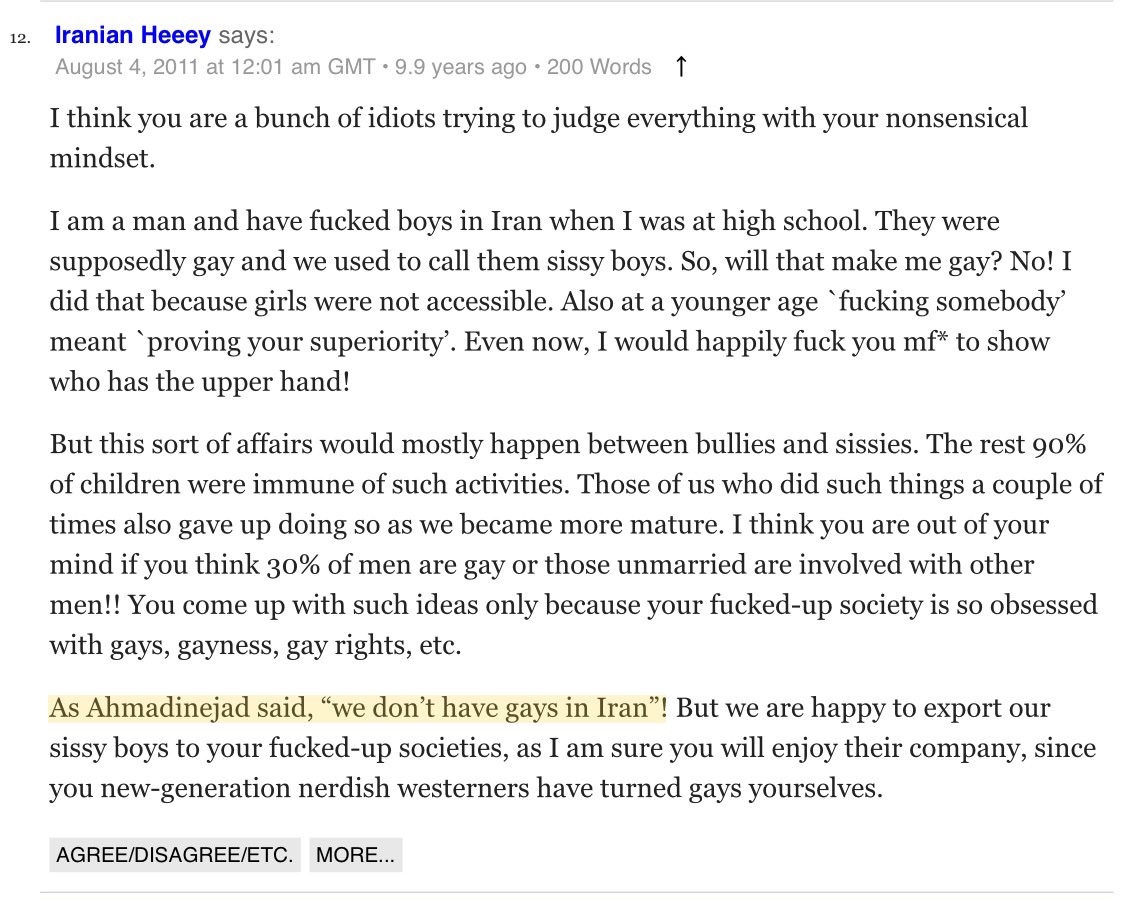 12. Iranian Heeey says:
August 4, 2011 at 12:01 am GMT • 9.9 years ago • 200 Words ↑
I think you are a bunch of idiots trying to judge everything with your nonsensical
mindset.
I am a man and have fucked boys in Iran when I was at high school. They were
supposedly gay and we used to call them sissy boys. So, will that make me gay? No! I
did that because girls were not accessible. Also at a younger age `fucking somebody’
meant `proving your superiority’. Even now, I would happily fuck you mf* to show
who has the upper hand!
But this sort of affairs would mostly happen between bullies and sissies. The rest 90%
of children were immune of such activities. Those of us who did such things a couple of
times also gave up doing so as we became more mature. I think you are out of your
mind if you think 30% of men are gay or those unmarried are involved with other
men!! You come up with such ideas only because your fucked-up society is so obsessed
with gays, gayness, gay rights, etc.
As Ahmadinejad said, “we don’t have gays in Iran”! But we are happy to export our
sissy boys to your fucked-up societies, as I am sure you will enjoy their company, since
you new-generation nerdish westerners have turned gays yourselves.
AGREE/DISAGREE/ETC. MORE...